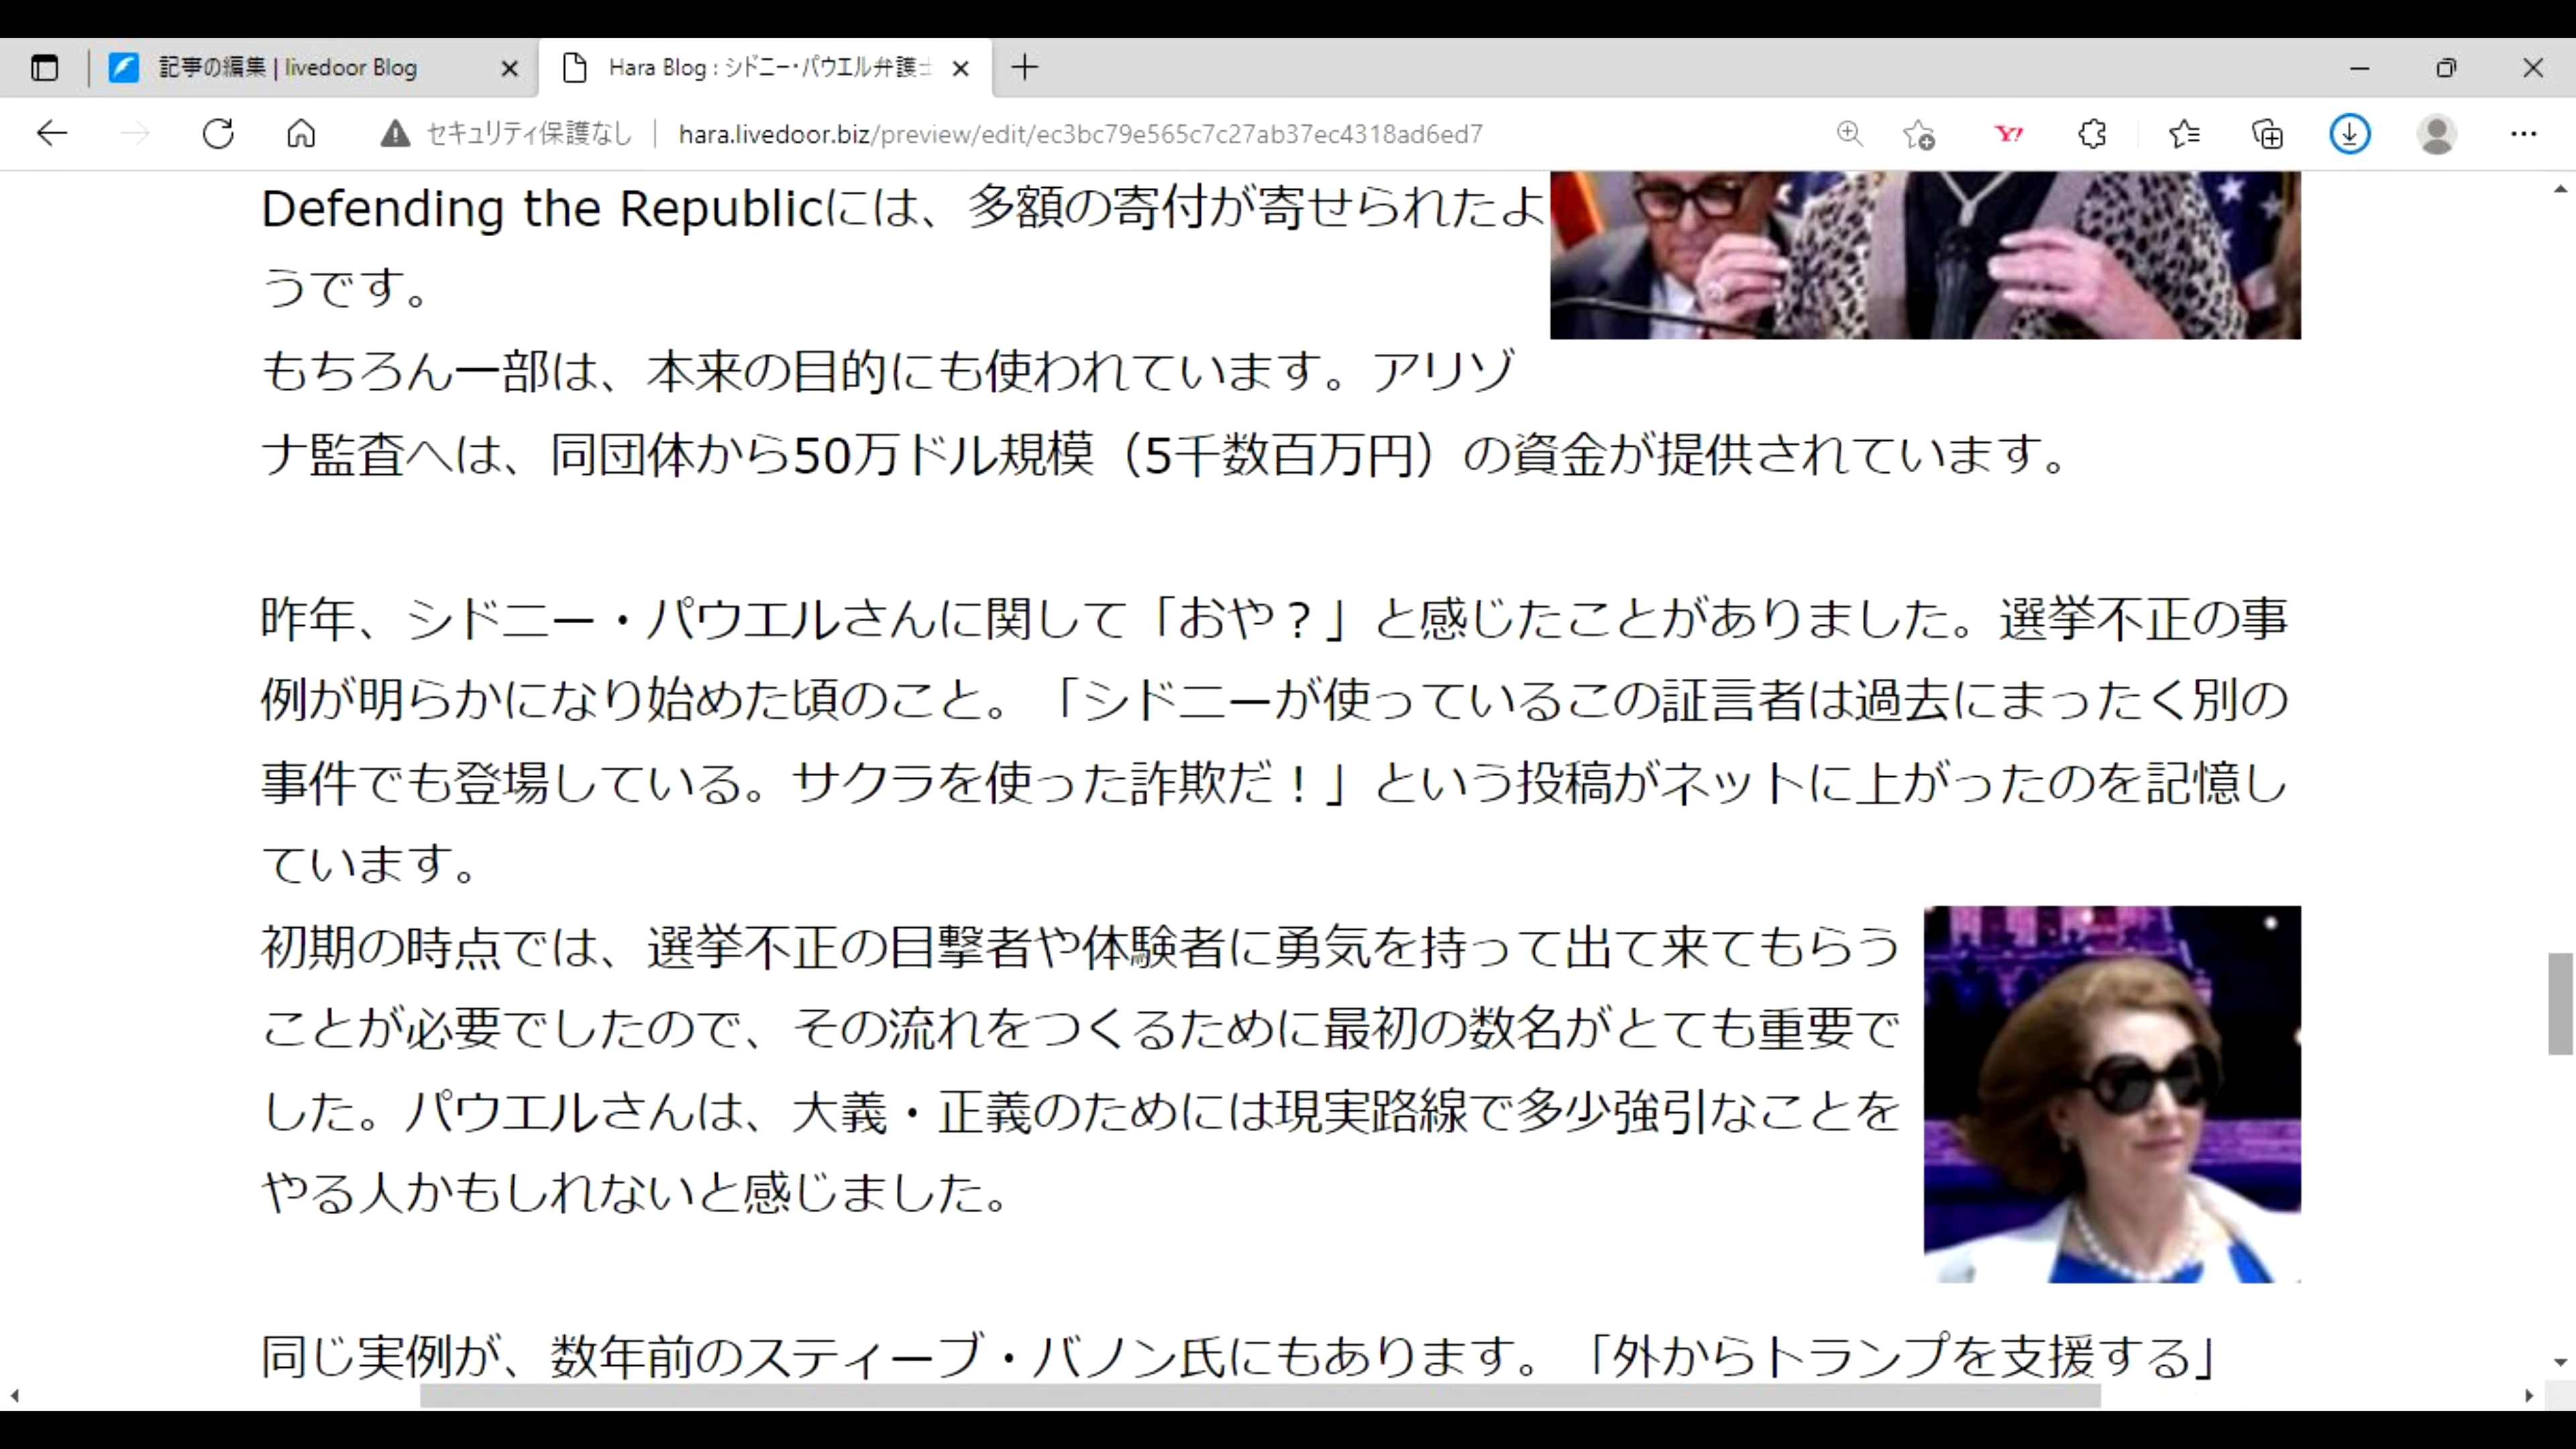 記事の編集 | livedoor Blog
Hara Blog : シドニー・パウエル弁護士
セキュリティ保護なし
hara.livedoor.biz/preview/edit/ec3bc79e565c7c27ab37ec4318ad6ed7
Y!
Defending the Republicには、多額の寄付が寄せられたよ
うです。
もちろん一部は、本来の目的にも使われています。アリゾ
ナ監査へは、同団体から50万ドル規模（5千数百万円）の資金が提供されています。
昨年、シドニー・パウエルさんに関して「おや？」と感じたことがありました。選挙不正の事
例が明らかになり始めた頃のこと。「シドニーが使っているこの証言者は過去にまったく別の
事件でも登場している。サクラを使った詐欺だ！」という投稿がネットに上がったのを記憶し
ています。
初期の時点では、選挙不正の目撃者や体験者に勇気を持って出て来てもらう
ことが必要でしたので、その流れをつくるために最初の数名がとても重要で
した。パウエルさんは、大義・正義のためには現実路線で多少強引なことを
やる人かもしれないと感じました。
同じ実例が、数年前のスティーブ・バノン氏にもあります。「外からトランプを支援する」